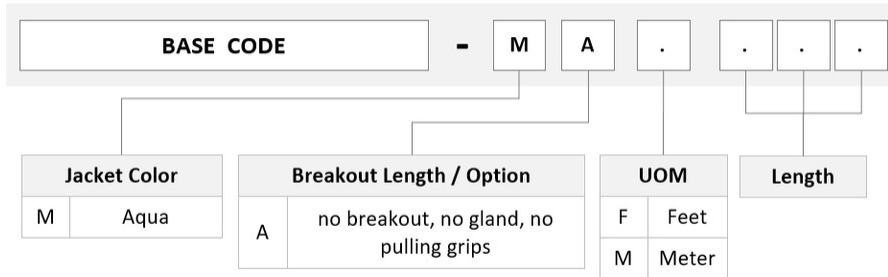 BASE CODE - M A . . . .
Jacket Color
M Aqua
Breakout Length / Option
A no breakout, no gland, no
pulling grips
UOM
F Feet
M Meter
Length